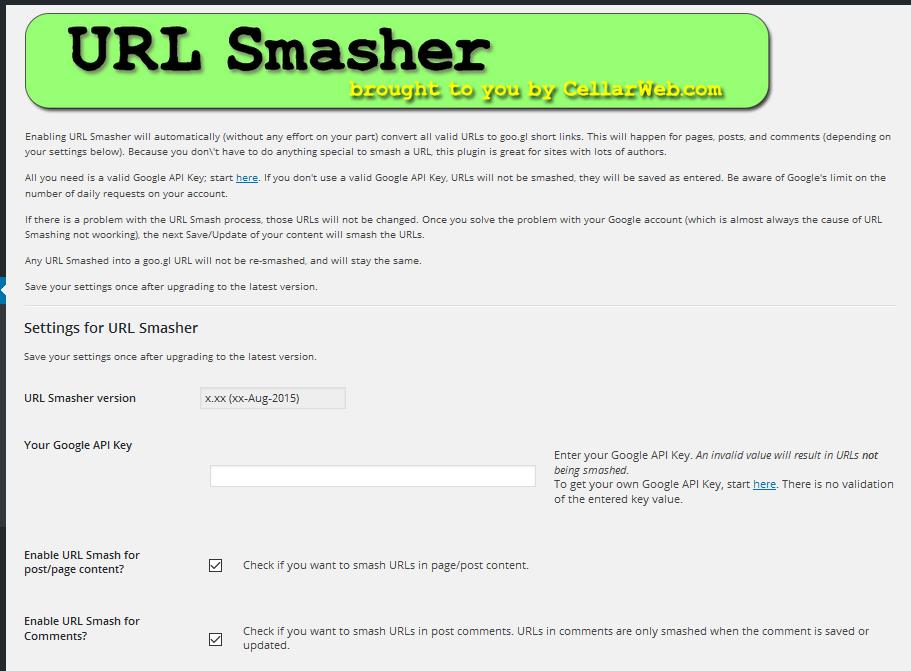 URL Smasher
brought to you by CellarWeb.com
Enabling URL Smasher will automatically (without any effort on your part) convert all valid URLs to goo.gl short links. This will happen for pages, posts, and comments (depending on
your settings below). Because you don\'t have to do anything special to smash a URL, this plugin is great for sites with lots of authors.
All you need is a valid Google API Key; start here. If you don't use a valid Google API Key, URLs will not be smashed, they will be saved as entered. Be aware of Google's limit on the
number of daily requests on your account.
If there is a problem with the URL Smash process, those URLs will not be changed. Once you solve the problem with your Google account (which is almost always the cause of URL
Smashing not woorking), the next Save/Update of your content will smash the URLs.
Any URL Smashed into a goo.gl URL will not be re-smashed, and will stay the same.
Save your settings once after upgrading to the latest version.
Settings for URL Smasher
Save your settings once after upgrading to the latest version.
URL Smasher version
x.xx (xx-Aug-2015)
Your Google API Key
Enter your Google API Key. An invalid value will result in URLs not
being smashed.
To get your own Google API Key, start here. There is no validation
of the entered key value.
Enable URL Smash for
post/page content?
Check if you want to smash URLs in page/post content.
Enable URL Smash for
Comments?
Check if you want to smash URLs in post comments. URLs in comments are only smashed when the comment is saved or
updated.